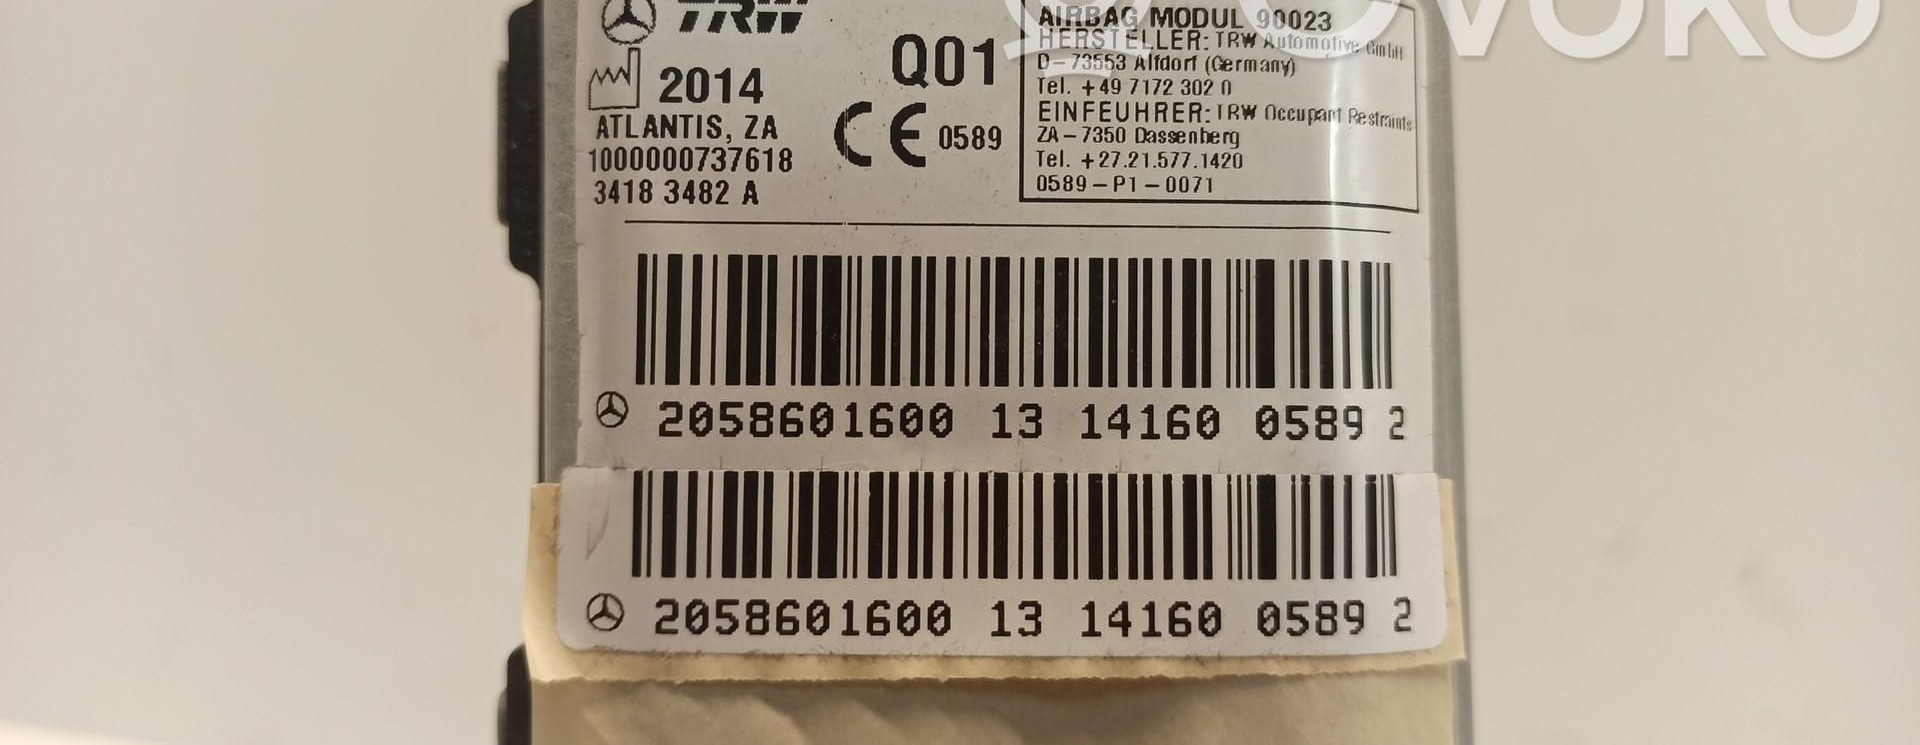 OVOKO
TRW
Q01
2014
ATLANTIS, ZA
1000000737618
3418 3482 A
CE 0589
AIRBAG MODUL 90023
HERSTELLER: TRW Automotive GmbH
D-73553 Alfdorf (Germany)
Tel. +49 7172 302 0
EINFEUHRER: TRW Occupant Restraints
ZA-7350 Dassenberg
Tel. +27.21.577.1420
0589-P1-0071
2058601600 13 14160 0589 2
2058601600 13 14160 0589 2